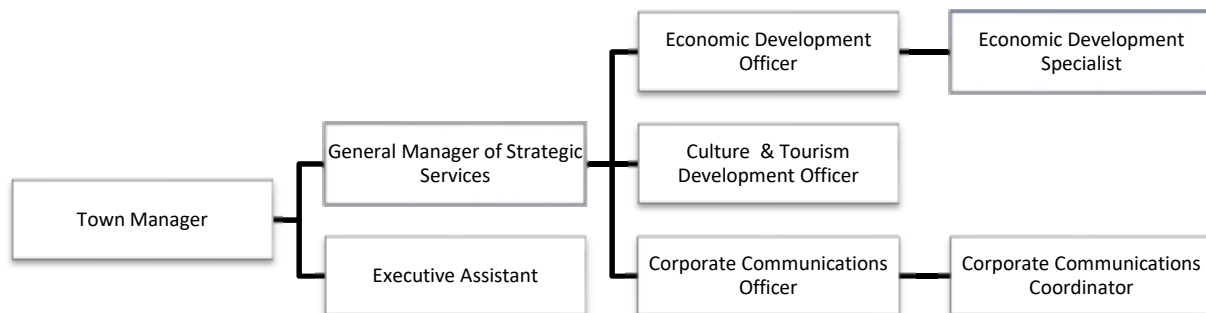 Economic Development
Officer
Economic Development
Specialist
General Manager of Strategic
Services
Culture & Tourism
Development Officer
Town Manager
Executive Assistant
Corporate Communications
Officer
Corporate Communications
Coordinator